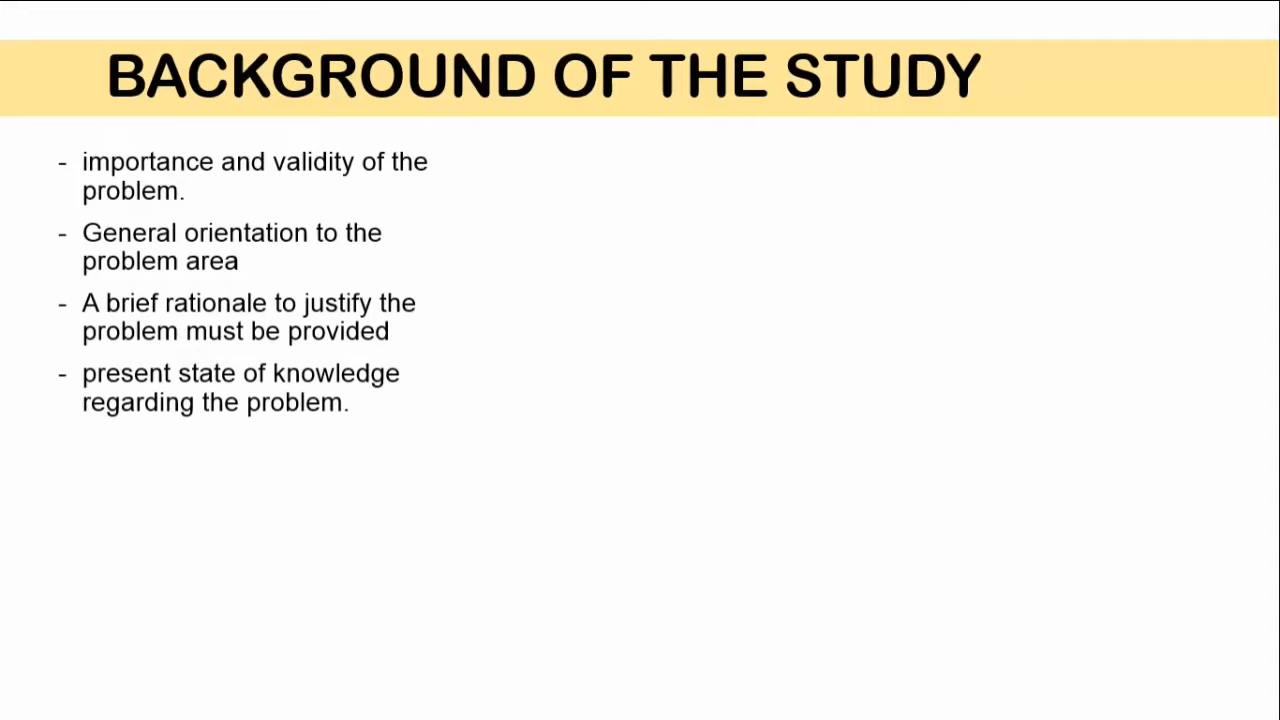 BACKGROUND OF THE STUDY
- importance and validity of the
problem.
- General orientation to the
problem area
- A brief rationale to justify the
problem must be provided
- present state of knowledge
regarding the problem.